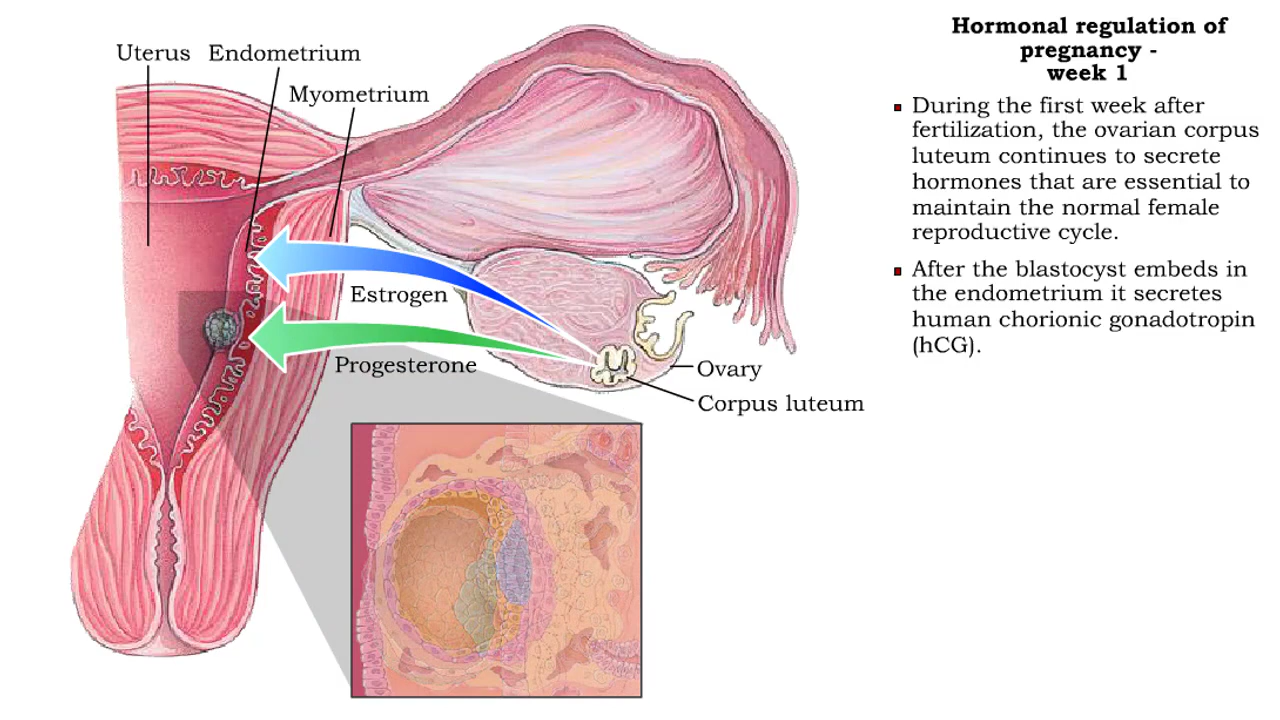 Uterus
Endometrium
Myometrium
Estrogen
Progesterone
Ovary
Corpus luteum
Hormonal regulation of
pregnancy -
week 1
During the first week after
fertilization, the ovarian corpus
luteum continues to secrete
hormones that are essential to
maintain the normal female
reproductive cycle.
After the blastocyst embeds in
the endometrium it secretes
human chorionic gonadotropin
(hCG).